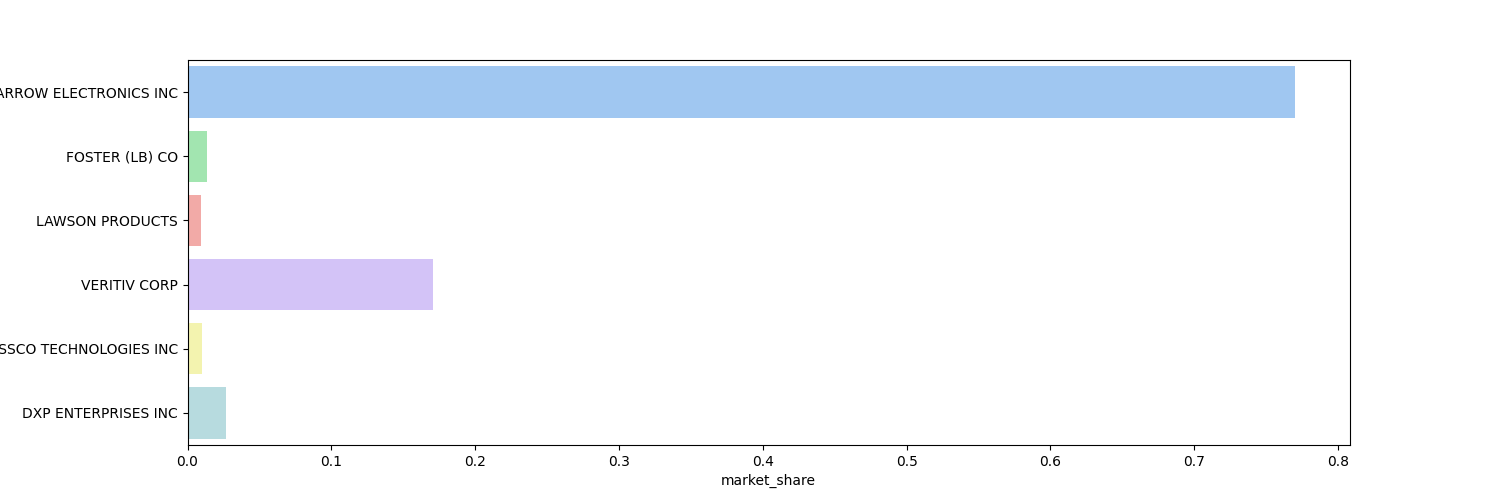 ARROW ELECTRONICS INC
FOSTER (LB) CO
LAWSON PRODUCTS
VERITIV CORP
SSCO TECHNOLOGIES INC
DXP ENTERPRISES INC
0.0 0.1 0.2 0.3 0.4 0.5 0.6 0.7 0.8
market_share